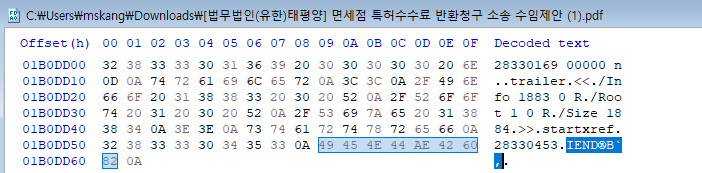 C:₩Users₩mskang₩Downloads₩[법무법인(유한)태평양] 면세점 특허수수료 반환청구 소송 수임제안 (1).pdf
Offset(h) 00 01 02 03 04 05 06 07 08 09 0A 0B 0C 0D 0E 0F Decoded text
01B0DD00 32 38 33 33 30 31 36 39 20 30 30 30 30 30 20 6E 28330169 00000 n
01B0DD10 0D 0A 74 72 61 69 6C 65 72 0A 3C 3C 0A 2F 49 6E ..trailer.<<./In
01B0DD20 66 6F 20 31 38 38 33 20 30 20 52 0A 2F 52 6F 6F fo 1883 0 R./Roo
01B0DD30 74 20 31 20 30 20 52 0A 2F 53 69 7A 65 20 31 38 t 1 0 R./Size 18
01B0DD40 38 34 0A 3E 3E 0A 73 74 61 72 74 78 72 65 66 0A 84.>>.startxref.
01B0DD50 32 38 33 33 30 34 35 33 0A 49 45 4E 44 AE 42 60 28330453.IEND®B`
01B0DD60 82 0A ‚.